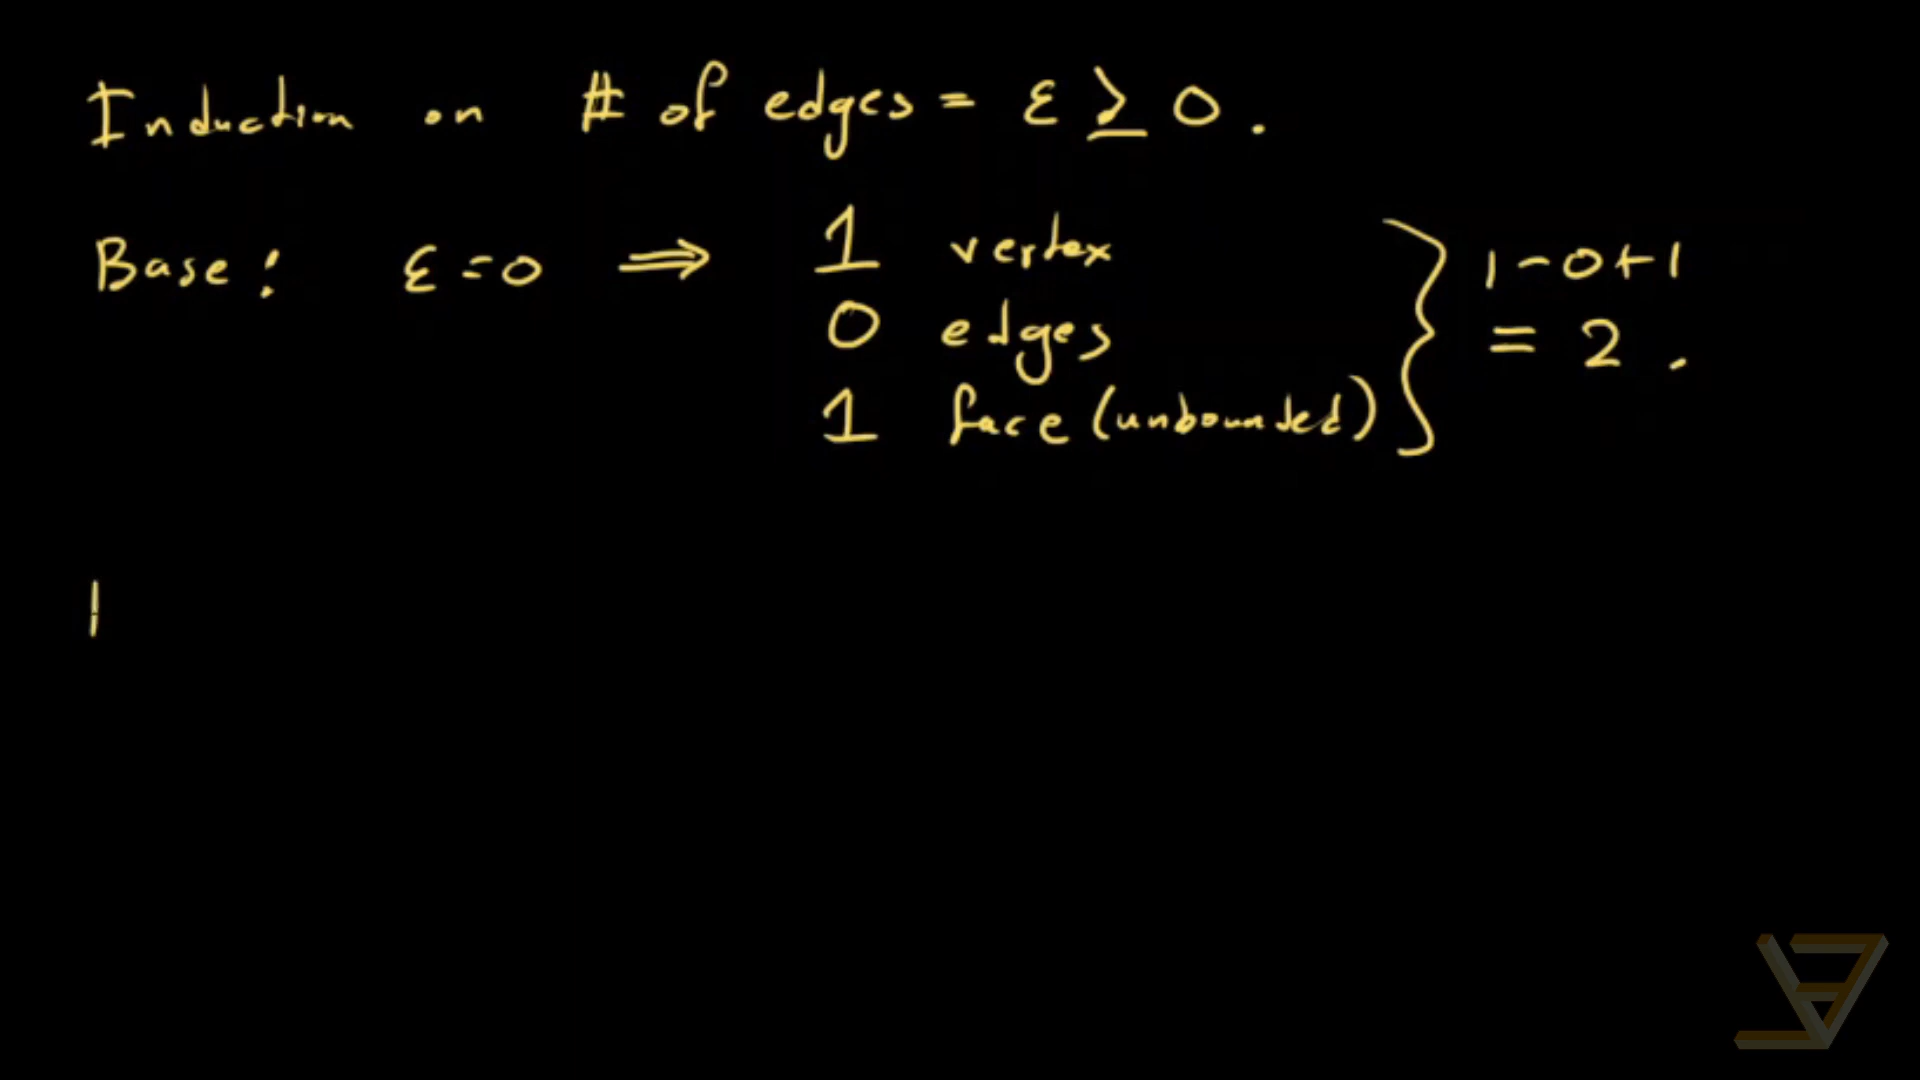 Induction on # of edges = ε ≥ 0.
Base: ε = 0 ⇒ 1 vertex
0 edges
1 face (unbounded)
1 - 0 + 1
= 2.